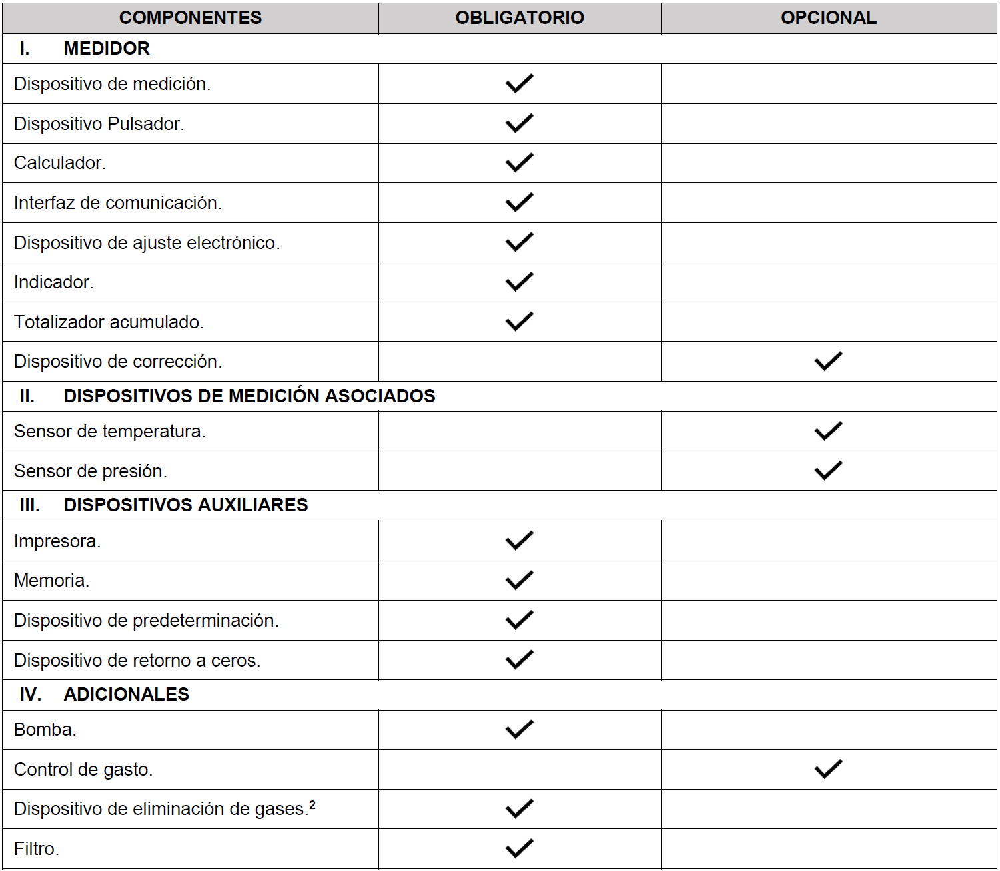 COMPONENTES OBLIGATORIO OPCIONAL
I. MEDIDOR
Dispositivo de medición. ✓
Dispositivo Pulsador. ✓
Calculador. ✓
Interfaz de comunicación. ✓
Dispositivo de ajuste electrónico. ✓
Indicador. ✓
Totalizador acumulado. ✓
Dispositivo de corrección. ✓
II. DISPOSITIVOS DE MEDICIÓN ASOCIADOS
Sensor de temperatura. ✓
Sensor de presión. ✓
III. DISPOSITIVOS AUXILIARES
Impresora. ✓
Memoria. ✓
Dispositivo de predeterminación. ✓
Dispositivo de retorno a ceros. ✓
IV. ADICIONALES
Bomba. ✓
Control de gasto. ✓
Dispositivo de eliminación de gases.² ✓
Filtro. ✓